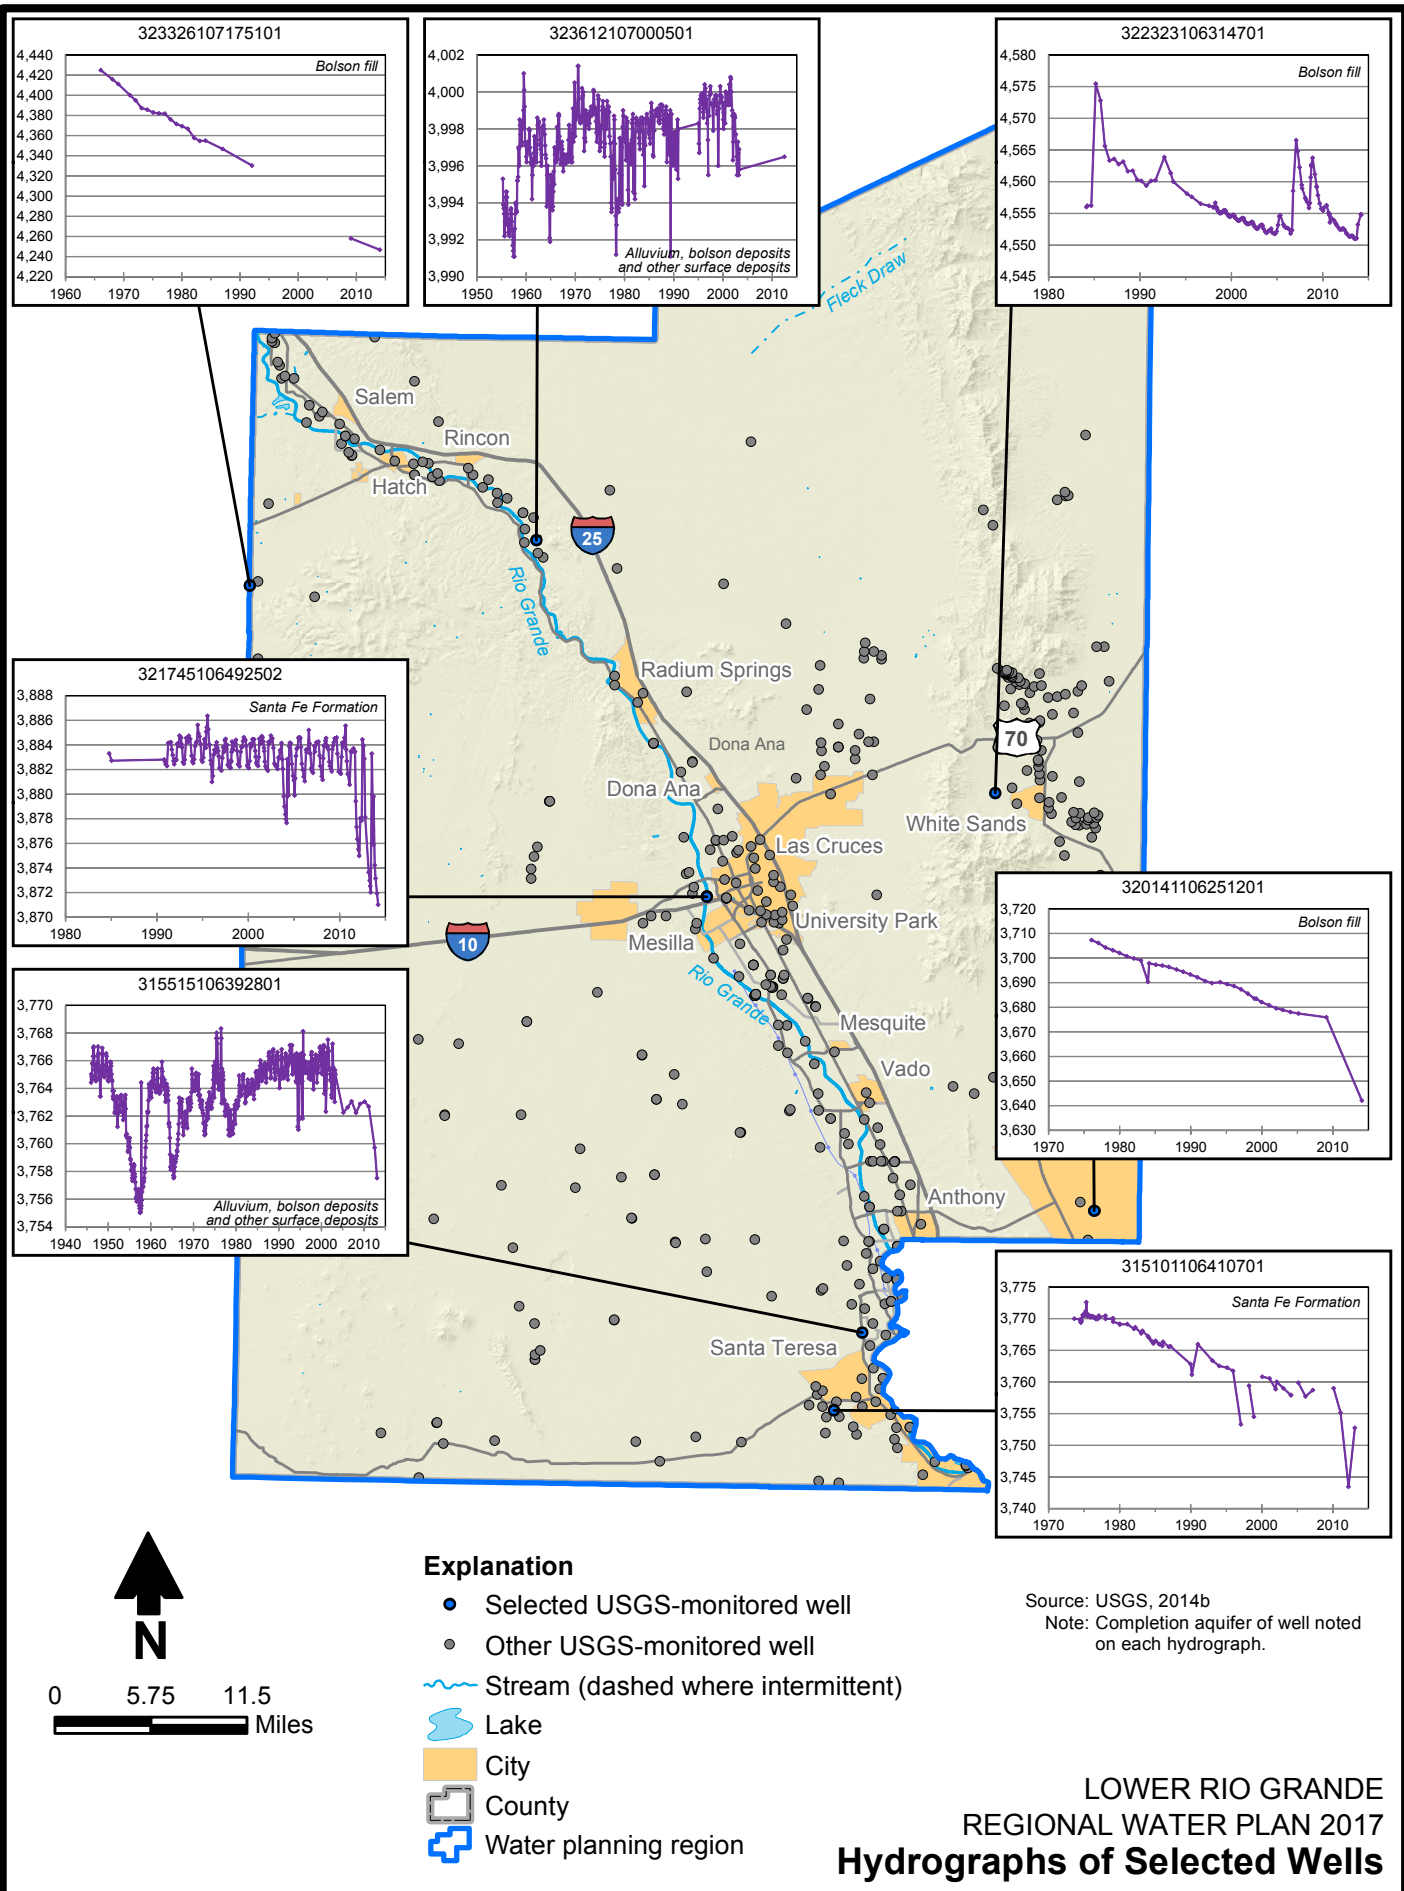 323326107175101
Bolson fill
4,440
4,420
4,400
4,380
4,360
4,340
4,320
4,300
4,280
4,260
4,240
4,220
1960 1970 1980 1990 2000 2010
323612107000501
4,002
4,000
3,998
3,996
3,994
3,992
3,990
Alluvium, bolson deposits
and other surface deposits
1950 1960 1970 1980 1990 2000 2010
322323106314701
Bolson fill
4,580
4,575
4,570
4,565
4,560
4,555
4,550
4,545
1980 1990 2000 2010
Fleck Draw
Salem
Rincon
Hatch
25
Rio Grande
Radium Springs
Dona Ana
Dona Ana
70
White Sands
Las Cruces
University Park
Mesilla
10
Rio Grande
Mesquite
Vado
Anthony
Santa Teresa
321745106492502
Santa Fe Formation
3,888
3,886
3,884
3,882
3,880
3,878
3,876
3,874
3,872
3,870
1980 1990 2000 2010
315515106392801
3,770
3,768
3,766
3,764
3,762
3,760
3,758
3,756
3,754
Alluvium, bolson deposits
and other surface deposits
1940 1950 1960 1970 1980 1990 2000 2010
320141106251201
Bolson fill
3,720
3,710
3,700
3,690
3,680
3,670
3,660
3,650
3,640
3,630
1970 1980 1990 2000 2010
315101106410701
Santa Fe Formation
3,775
3,770
3,765
3,760
3,755
3,750
3,745
3,740
1970 1980 1990 2000 2010
N
0 5.75 11.5
Miles
Explanation
Selected USGS-monitored well
Other USGS-monitored well
Stream (dashed where intermittent)
Lake
City
County
Water planning region
Source: USGS, 2014b
Note: Completion aquifer of well noted
on each hydrograph.
LOWER RIO GRANDE
REGIONAL WATER PLAN 2017
Hydrographs of Selected Wells